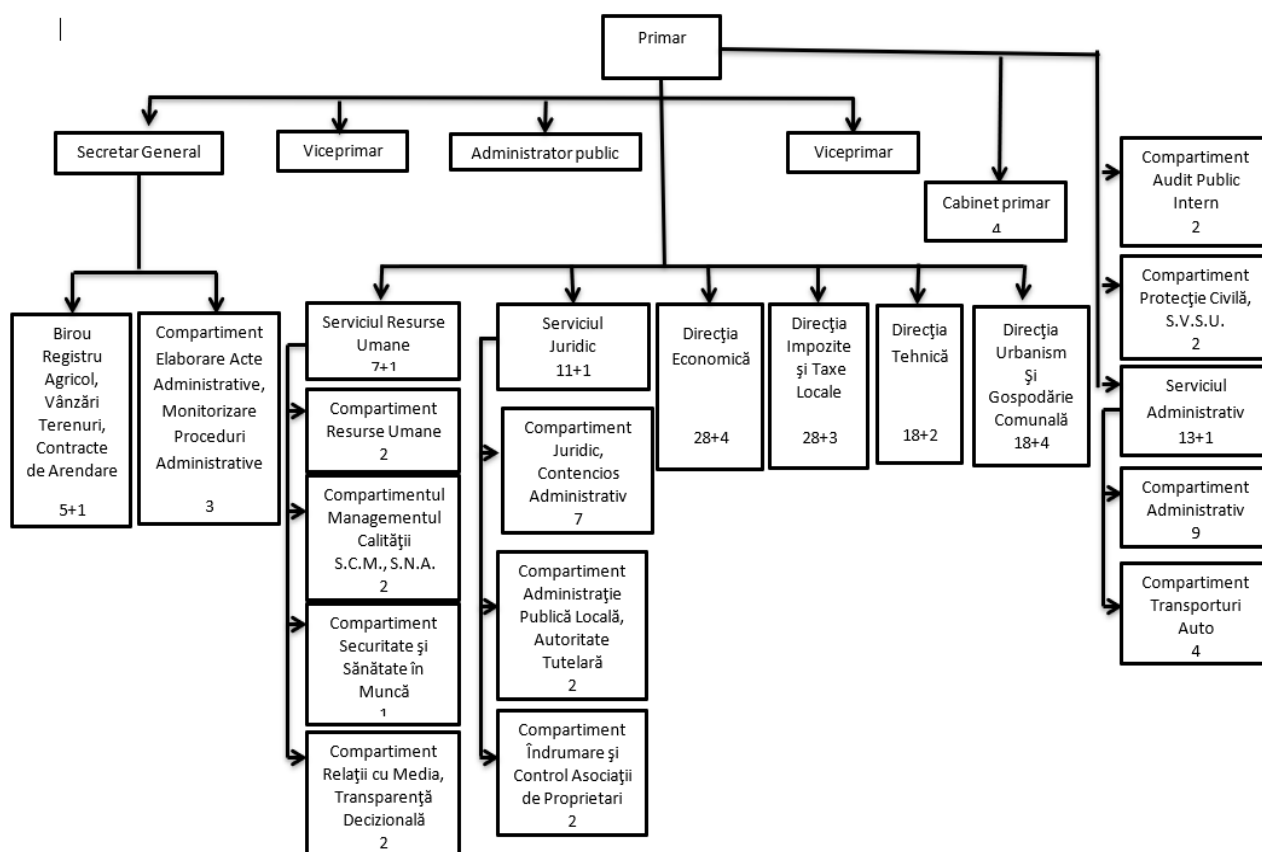 Primar
Secretar General
Viceprimar
Administrator public
Viceprimar
Cabinet primar
4
Compartiment
Audit Public
Intern
2
Compartiment
Protecţie Civilă,
S.V.S.U.
2
Serviciul
Administrativ
13+1
Compartiment
Administrativ
9
Compartiment
Transporturi
Auto
4
Birou
Registru
Agricol,
Vânzări
Terenuri,
Contracte
de Arendare
5+1
Compartiment
Elaborare Acte
Administrative,
Monitorizare
Proceduri
Administrative
3
Serviciul Resurse
Umane
7+1
Compartiment
Resurse Umane
2
Compartimentul
Managementul
Calităţii
S.C.M., S.N.A.
2
Compartiment
Securitate şi
Sănătate în
Muncă
1
Compartiment
Relaţii cu Media,
Transparenţă
Decizională
2
Serviciul
Juridic
11+1
Compartiment
Juridic,
Contencios
Administrativ
7
Compartiment
Administraţie
Publică Locală,
Autoritate
Tutelară
2
Compartiment
Îndrumare şi
Control Asociaţii
de Proprietari
2
Direcţia
Economică
28+4
Direcţia
Impozite
şi Taxe
Locale
28+3
Direcţia
Tehnică
18+2
Direcţia
Urbanism
Şi
Gospodărie
Comunală
18+4